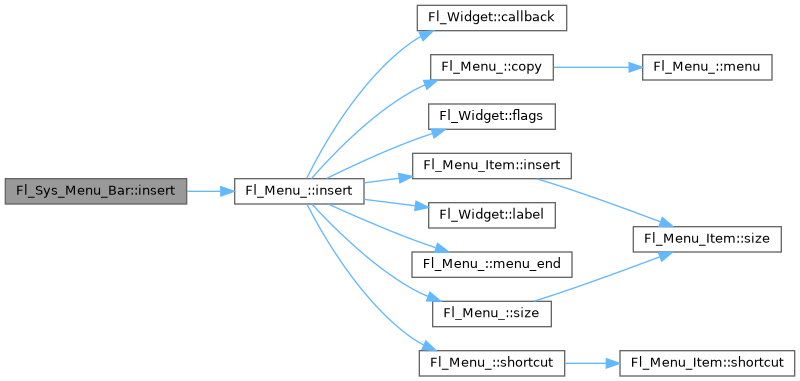 Fl_Widget::callback
Fl_Menu_::copy
Fl_Menu_::menu
Fl_Widget::flags
Fl_Menu_Item::insert
Fl_Sys_Menu_Bar::insert
Fl_Menu_::insert
Fl_Widget::label
Fl_Menu_Item::size
Fl_Menu_::menu_end
Fl_Menu_::size
Fl_Menu_::shortcut
Fl_Menu_Item::shortcut